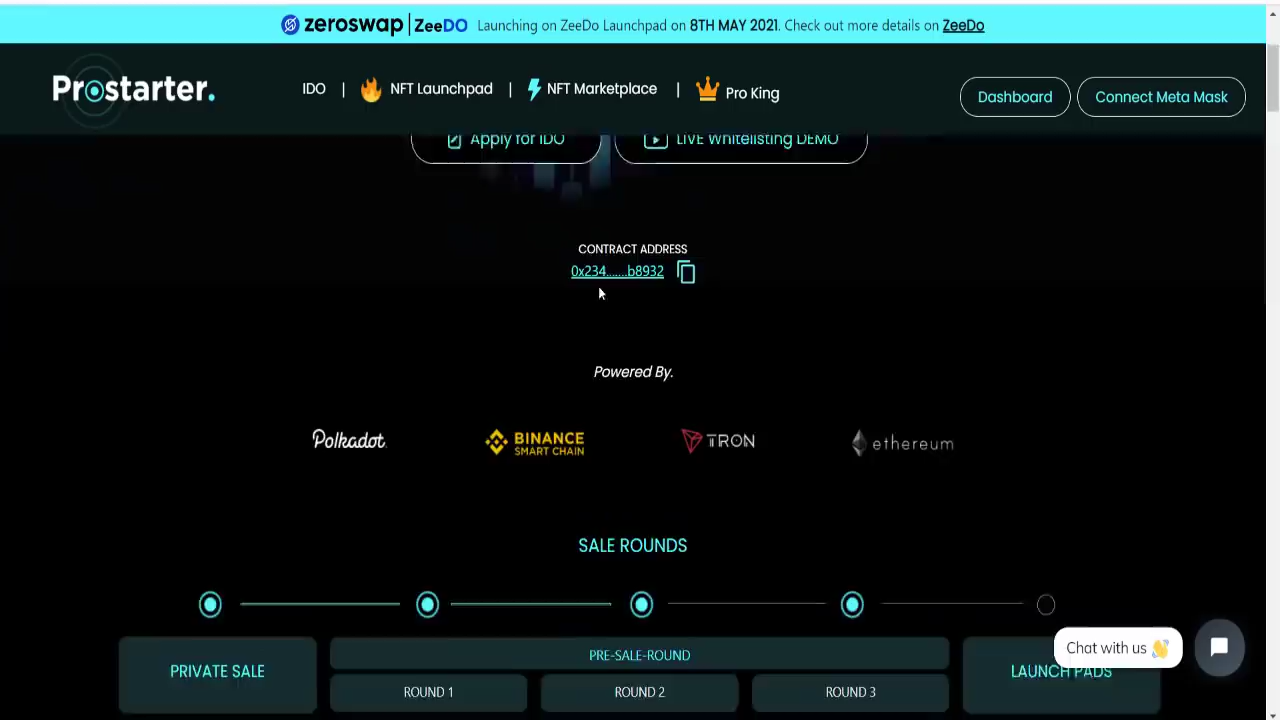 zeroswap | ZeeDO Launching on ZeeDo Launchpad on 8TH MAY 2021. Check out more details on ZeeDo
Prostarter. IDO | NFT Launchpad | NFT Marketplace | Pro King Dashboard Connect Meta Mask
Apply for IDO LIVE Whitelisting DEMO
CONTRACT ADDRESS
0x234.......b8932
Powered By.
Polkadot. BINANCE SMART CHAIN TRON ethereum
SALE ROUNDS
Chat with us
PRIVATE SALE PRE-SALE-ROUND LAUNCH PADS
ROUND 1 ROUND 2 ROUND 3